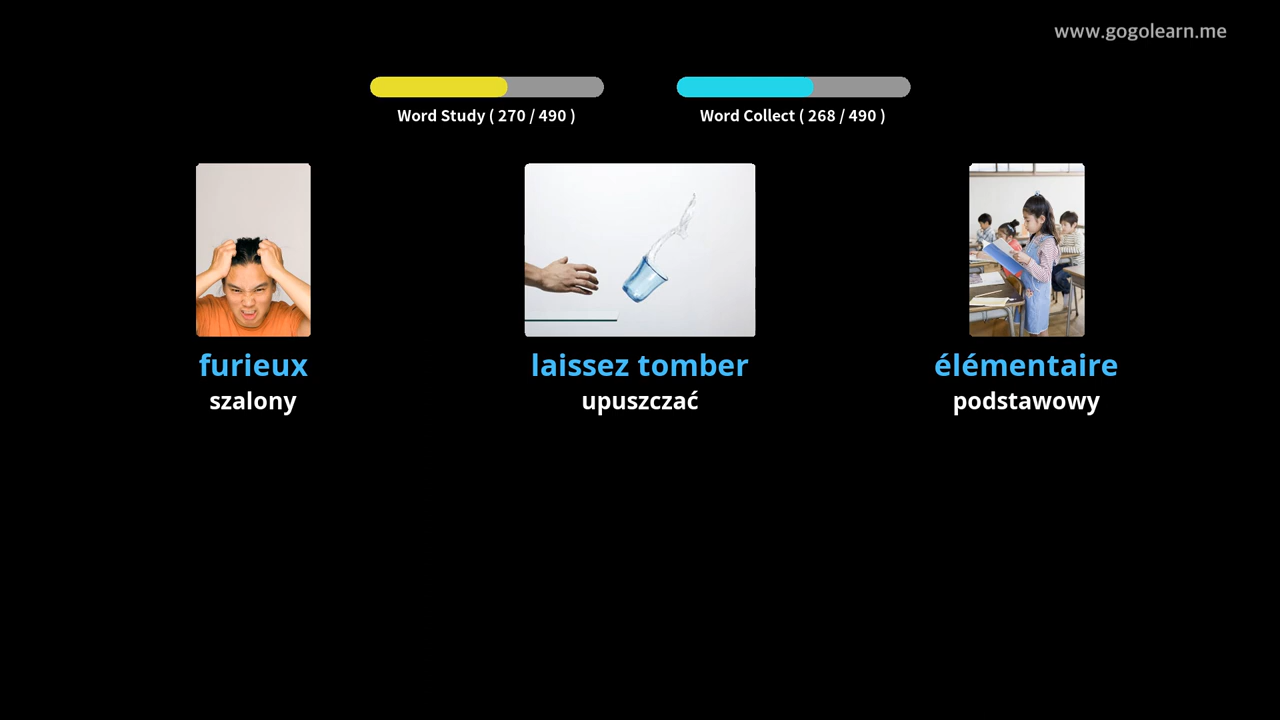 www.gogolearn.me
Word Study ( 270 / 490 )
Word Collect ( 268 / 490 )
furieux
szalony
laissez tomber
upuszczać
élémentaire
podstawowy